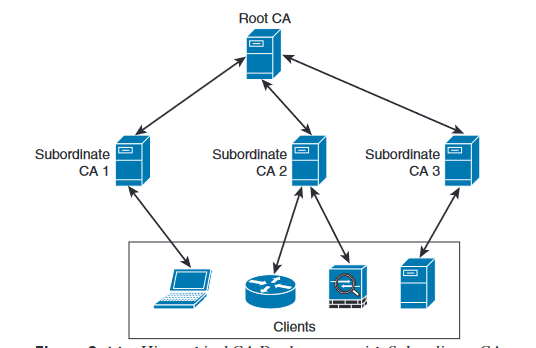 Root CA
Subordinate
CA 1
Subordinate
CA 2
Subordinate
CA 3
Clients